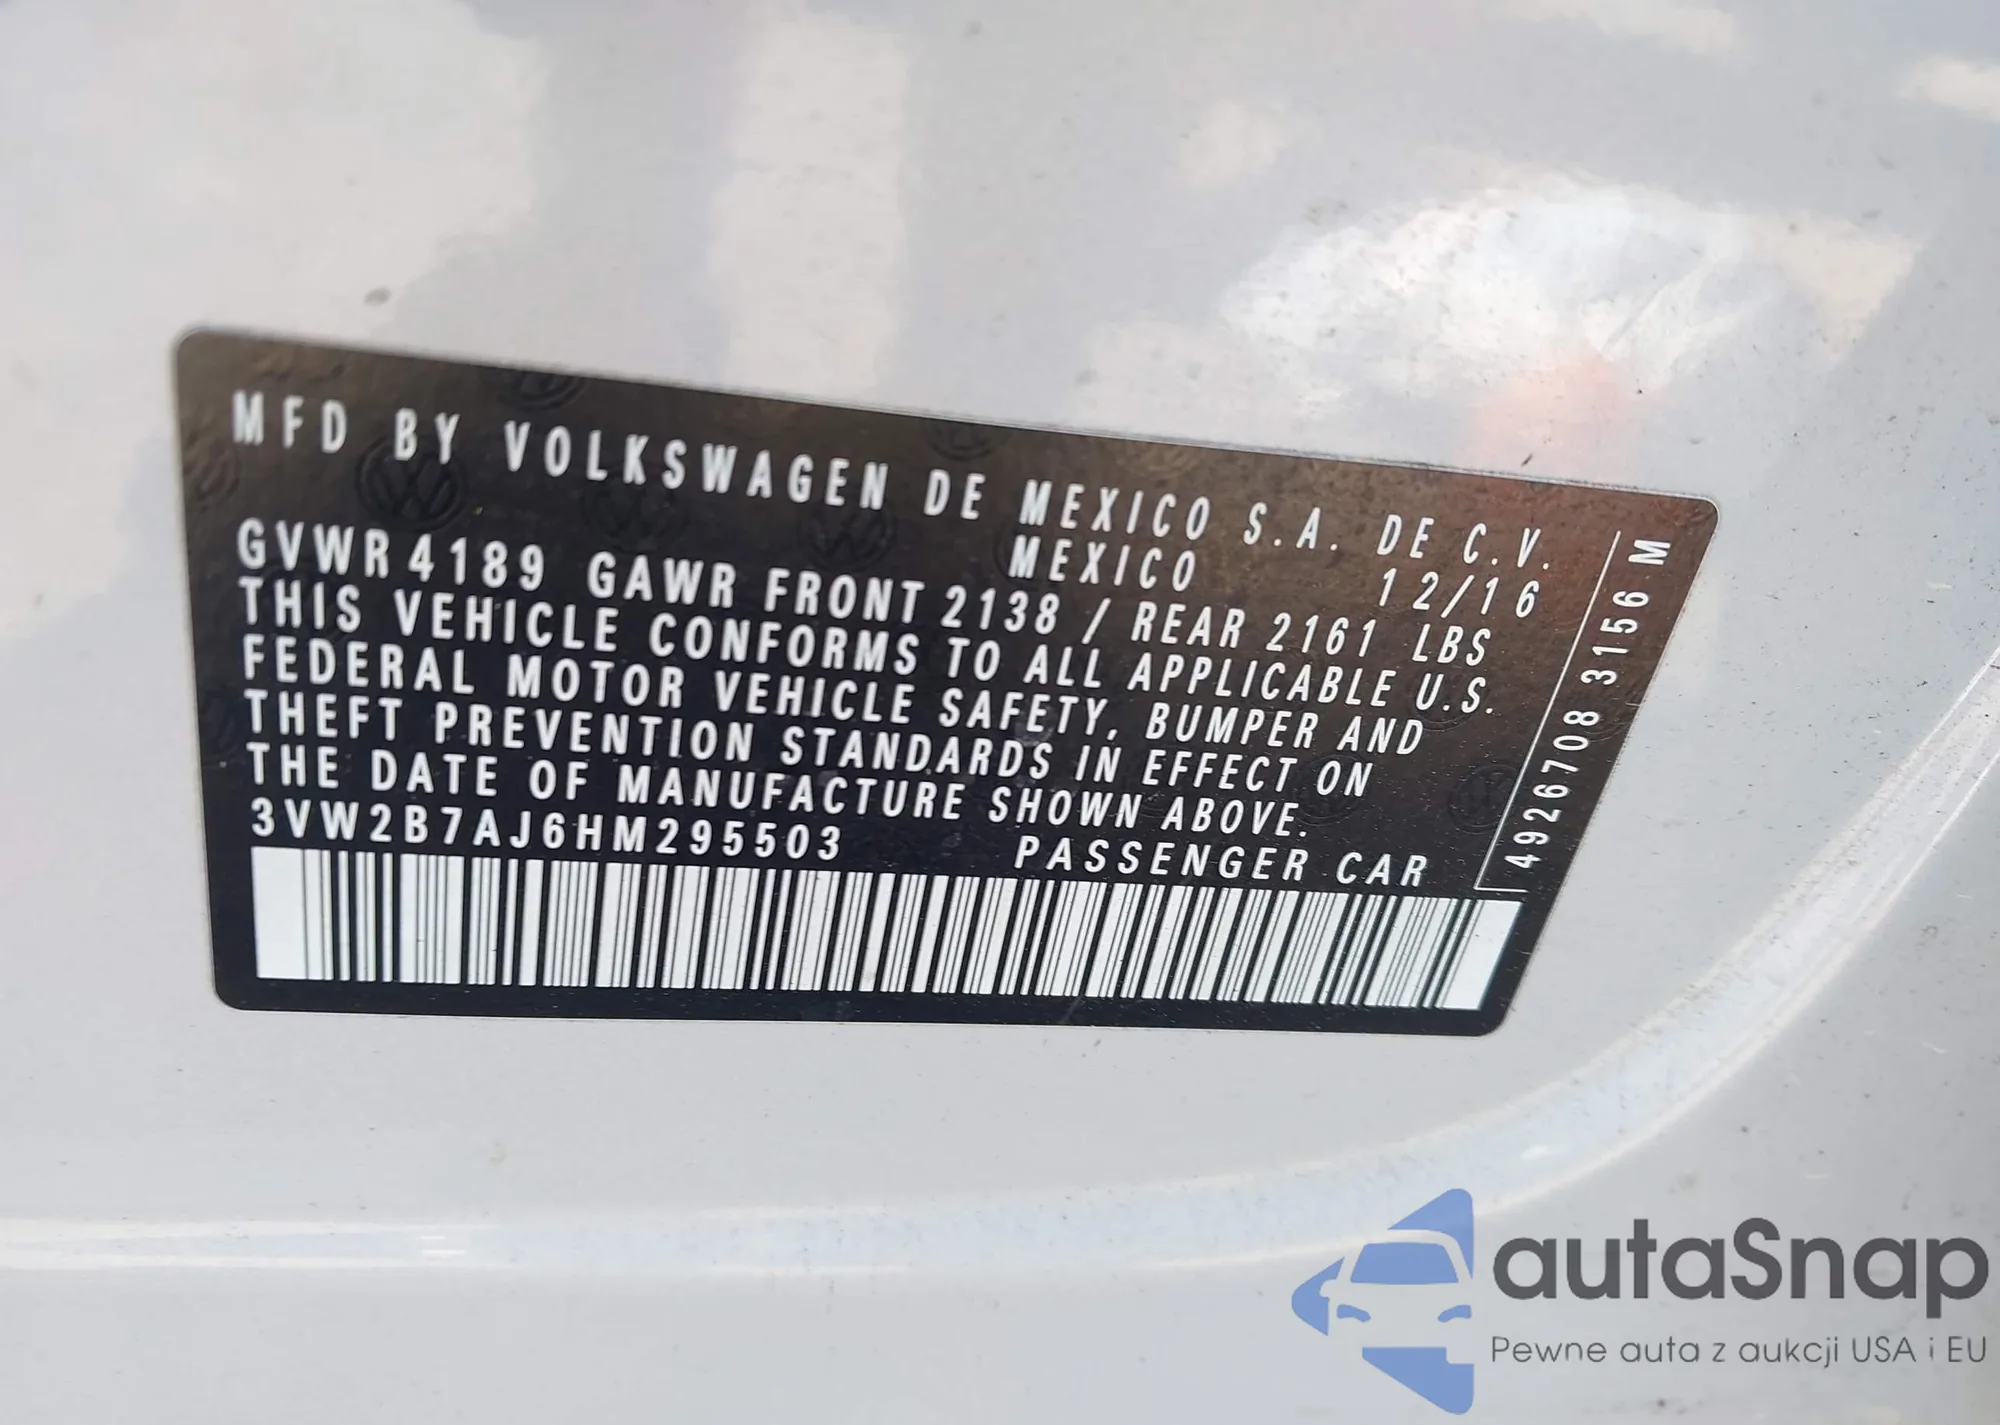 MFD BY VOLKSWAGEN DE MEXICO S.A. DE C.V.
MEXICO 12/16
GVWR 4189 GAWR FRONT 2138 / REAR 2161 LBS
THIS VEHICLE CONFORMS TO ALL APPLICABLE U.S.
FEDERAL MOTOR VEHICLE SAFETY, BUMPER AND
THEFT PREVENTION STANDARDS IN EFFECT ON
THE DATE OF MANUFACTURE SHOWN ABOVE.
3VW2B7AJ6HM295503 PASSENGER CAR
4926708 3156 M
autaSnap
Pewne auta z aukcji USA i EU